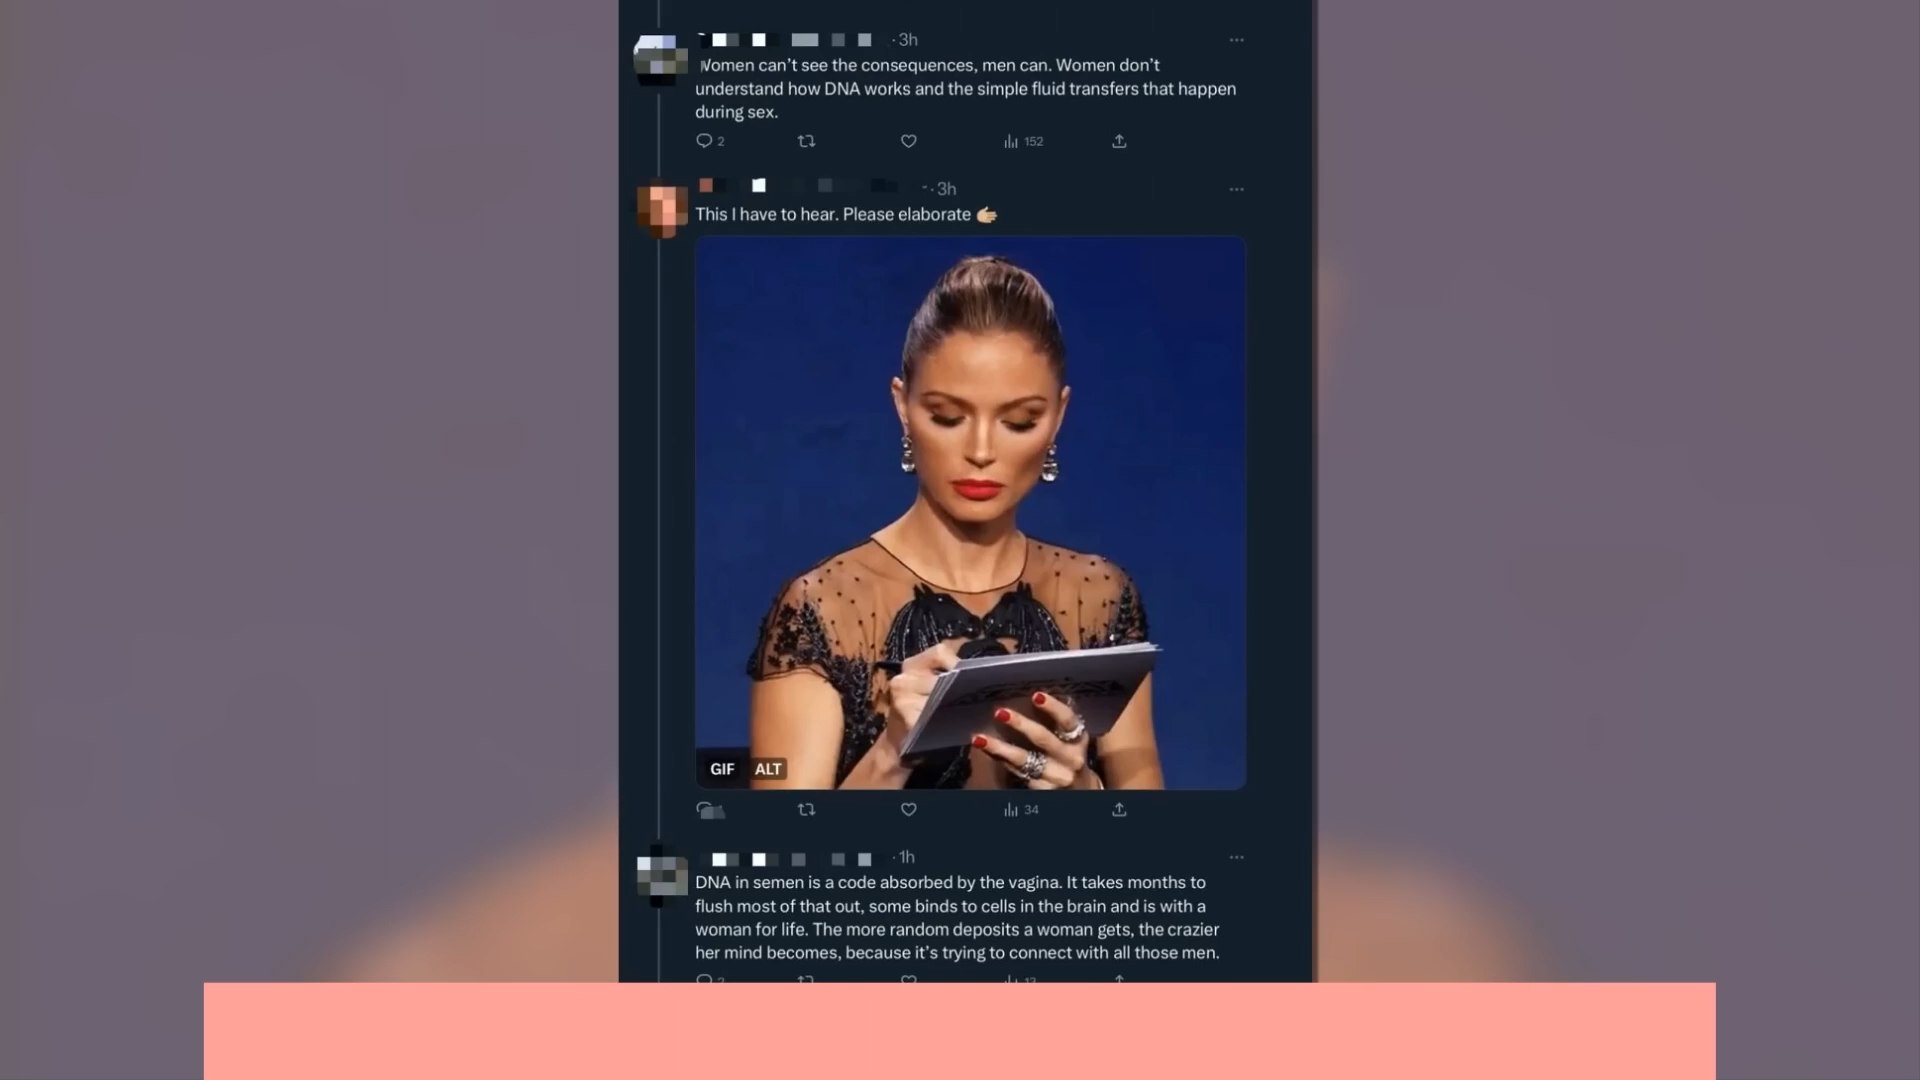 · 3h
Women can't see the consequences, men can. Women don't
understand how DNA works and the simple fluid transfers that happen
during sex.
2 152
· 3h
This I have to hear. Please elaborate
GIF ALT
34
· 1h
DNA in semen is a code absorbed by the vagina. It takes months to
flush most of that out, some binds to cells in the brain and is with a
woman for life. The more random deposits a woman gets, the crazier
her mind becomes, because it's trying to connect with all those men.